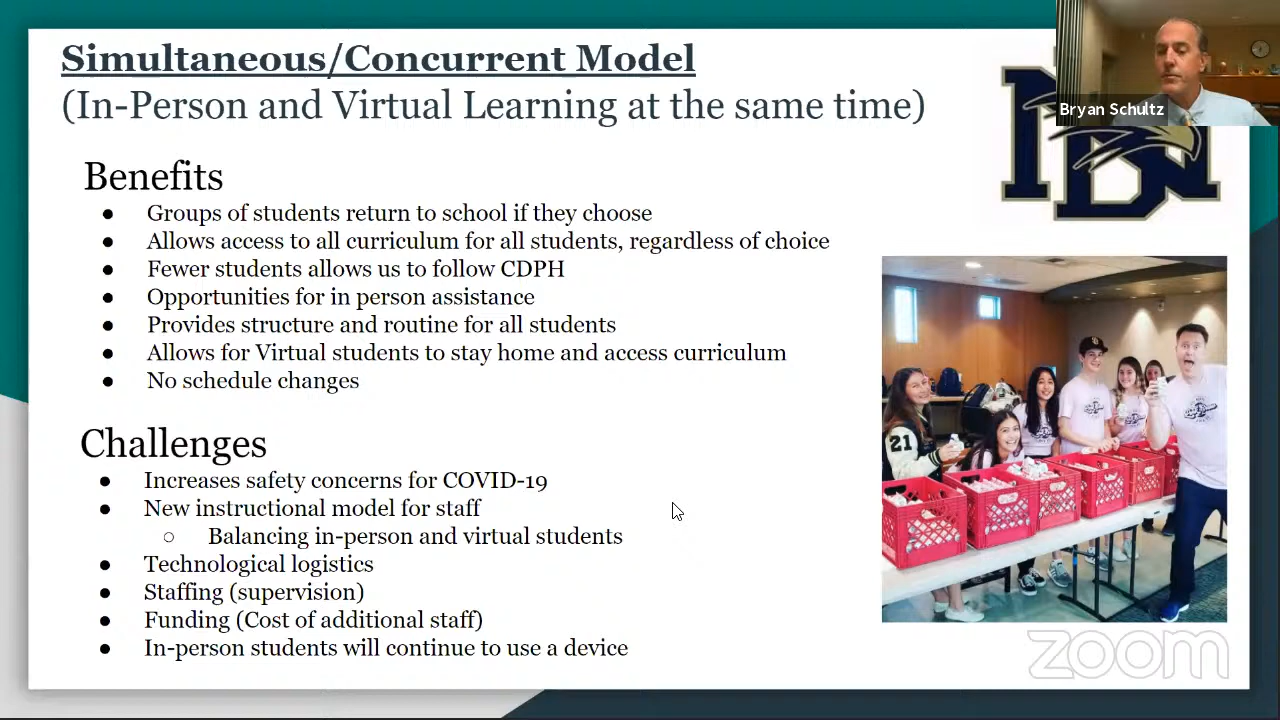 Simultaneous/Concurrent Model
(In-Person and Virtual Learning at the same time)
Bryan Schultz
Benefits
● Groups of students return to school if they choose
● Allows access to all curriculum for all students, regardless of choice
● Fewer students allows us to follow CDPH
● Opportunities for in person assistance
● Provides structure and routine for all students
● Allows for Virtual students to stay home and access curriculum
● No schedule changes
Challenges
● Increases safety concerns for COVID-19
● New instructional model for staff
○ Balancing in-person and virtual students
● Technological logistics
● Staffing (supervision)
● Funding (Cost of additional staff)
● In-person students will continue to use a device
21
zoom